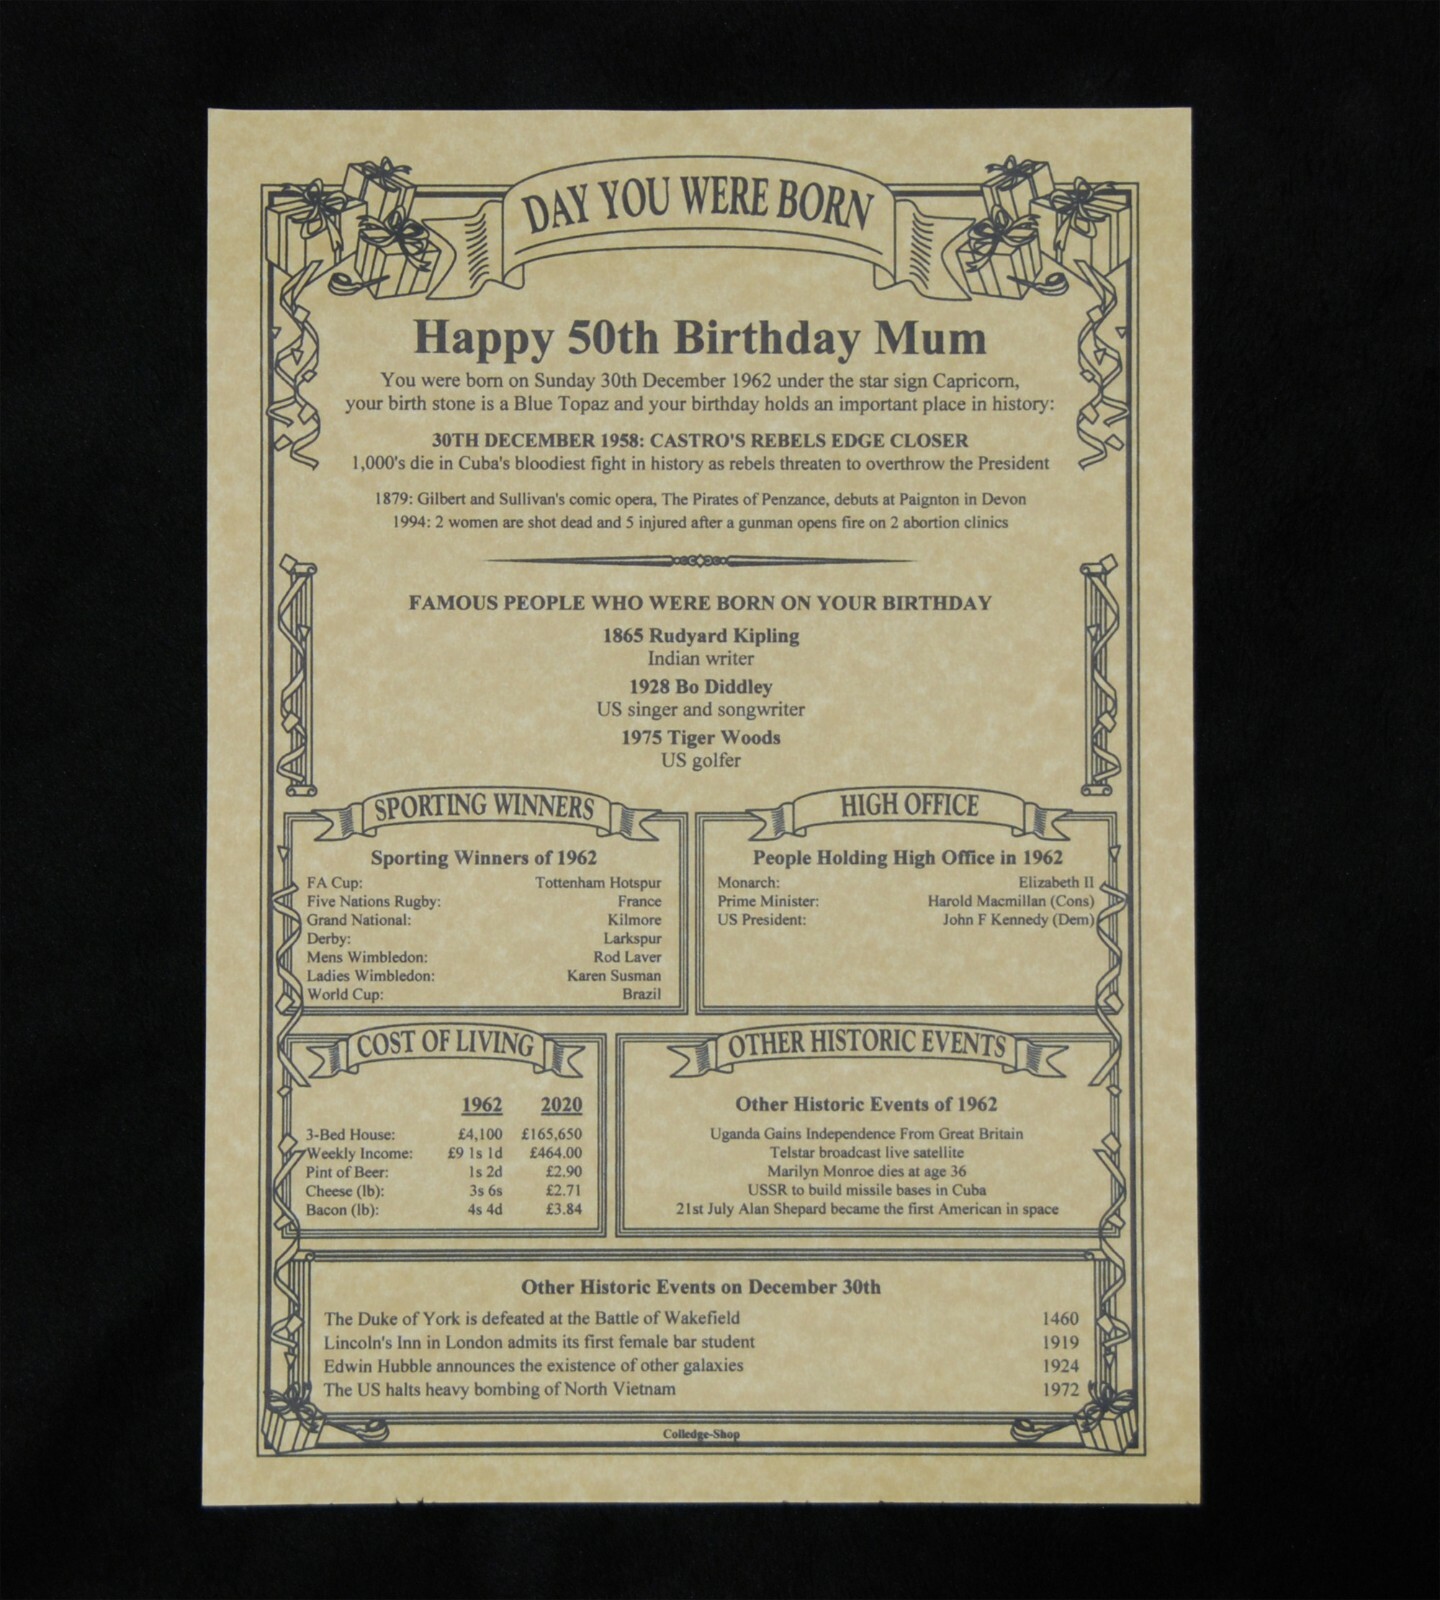 DAY YOU WERE BORN
Happy 50th Birthday Mum
You were born on Sunday 30th December 1962 under the star sign Capricorn,
your birth stone is a Blue Topaz and your birthday holds an important place in history:
30TH DECEMBER 1958: CASTRO'S REBELS EDGE CLOSER
1,000's die in Cuba's bloodiest fight in history as rebels threaten to overthrow the President
1879: Gilbert and Sullivan's comic opera, The Pirates of Penzance, debuts at Paignton in Devon
1994: 2 women are shot dead and 5 injured after a gunman opens fire on 2 abortion clinics
FAMOUS PEOPLE WHO WERE BORN ON YOUR BIRTHDAY
1865 Rudyard Kipling
Indian writer
1928 Bo Diddley
US singer and songwriter
1975 Tiger Woods
US golfer
SPORTING WINNERS
Sporting Winners of 1962
FA Cup: Tottenham Hotspur
Five Nations Rugby: France
Grand National: Kilmore
Derby: Larkspur
Mens Wimbledon: Rod Laver
Ladies Wimbledon: Karen Susman
World Cup: Brazil
HIGH OFFICE
People Holding High Office in 1962
Monarch: Elizabeth II
Prime Minister: Harold Macmillan (Cons)
US President: John F Kennedy (Dem)
COST OF LIVING
1962 2020
3-Bed House: £4,100 £165,650
Weekly Income: £9 1s 1d £464.00
Pint of Beer: 1s 2d £2.90
Cheese (lb): 3s 6s £2.71
Bacon (lb): 4s 4d £3.84
OTHER HISTORIC EVENTS
Other Historic Events of 1962
Uganda Gains Independence From Great Britain
Telstar broadcast live satellite
Marilyn Monroe dies at age 36
USSR to build missile bases in Cuba
21st July Alan Shepard became the first American in space
Other Historic Events on December 30th
The Duke of York is defeated at the Battle of Wakefield 1460
Lincoln's Inn in London admits its first female bar student 1919
Edwin Hubble announces the existence of other galaxies 1924
The US halts heavy bombing of North Vietnam 1972
Colledge-Shop